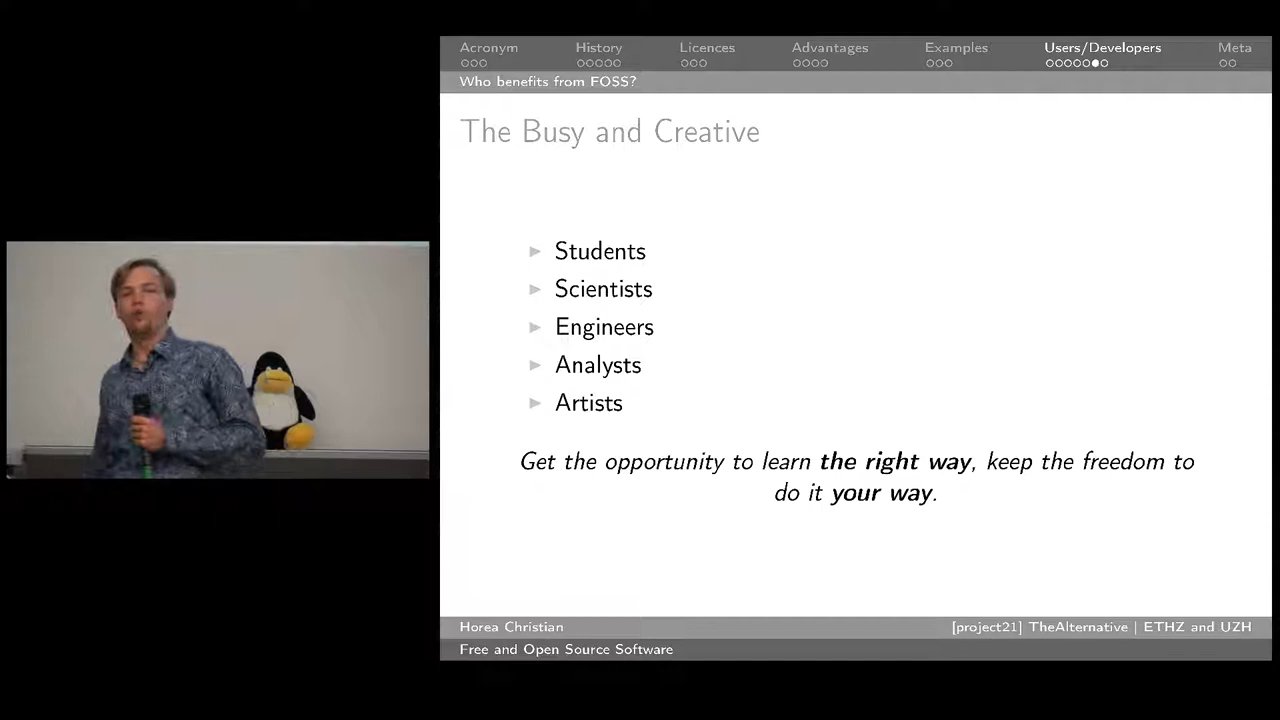 Acronym History Licences Advantages Examples Users/Developers Meta
Who benefits from FOSS?
The Busy and Creative
Students
Scientists
Engineers
Analysts
Artists
Get the opportunity to learn the right way, keep the freedom to
do it your way.
Horea Christian [project21] TheAlternative | ETHZ and UZH
Free and Open Source Software